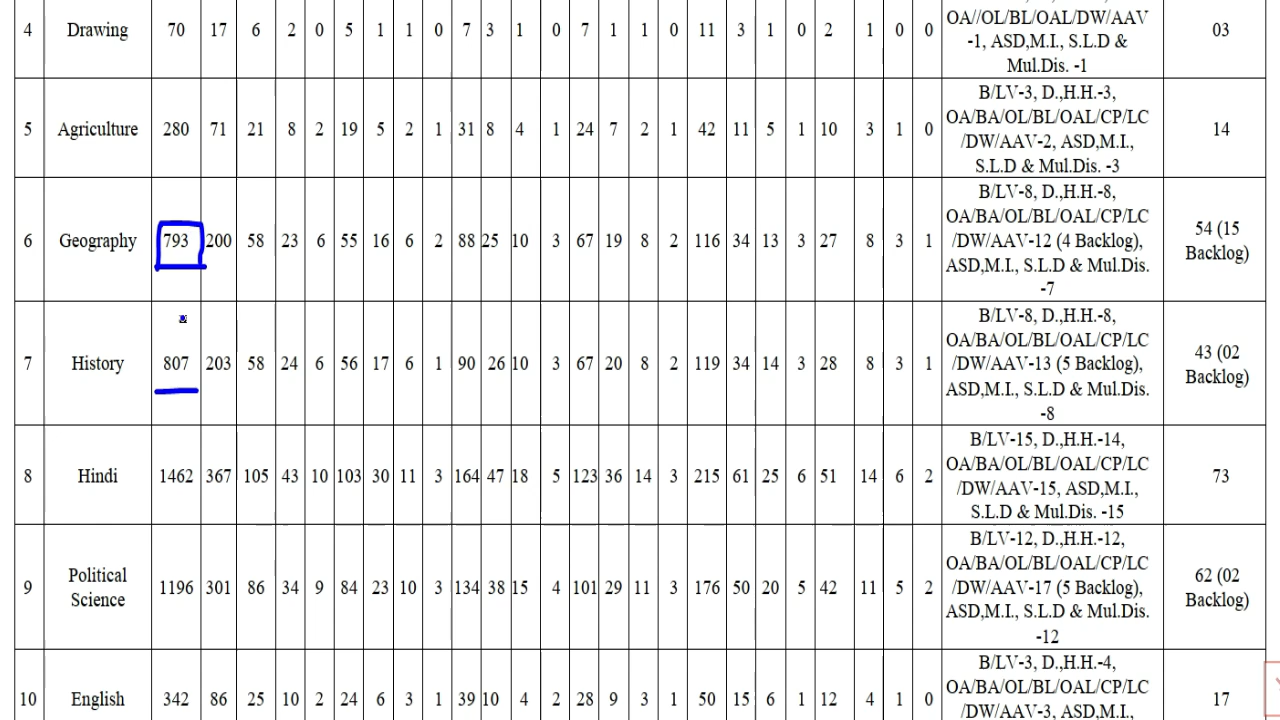 OA//OL/BL/OAL/DW/AAV
4 Drawing 70 17 6 2 0 5 1 1 0 7 3 1 0 7 1 1 0 11 3 1 0 2 1 0 0 -1, ASD,M.I., S.L.D & 03
Mul.Dis. -1
B/LV-3, D.,H.H.-3,
5 Agriculture 280 71 21 8 2 19 5 2 1 31 8 4 1 24 7 2 1 42 11 5 1 10 3 1 0 OA/BA/OL/BL/OAL/CP/LC 14
/DW/AAV-2, ASD,M.I.,
S.L.D & Mul.Dis. -3
B/LV-8, D.,H.H.-8,
OA/BA/OL/BL/OAL/CP/LC
6 Geography 793 200 58 23 6 55 16 6 2 88 25 10 3 67 19 8 2 116 34 13 3 27 8 3 1 /DW/AAV-12 (4 Backlog), 54 (15 Backlog)
ASD,M.I., S.L.D & Mul.Dis.
-7
B/LV-8, D.,H.H.-8,
OA/BA/OL/BL/OAL/CP/LC
7 History 807 203 58 24 6 56 17 6 1 90 26 10 3 67 20 8 2 119 34 14 3 28 8 3 1 /DW/AAV-13 (5 Backlog), 43 (02 Backlog)
ASD,M.I., S.L.D & Mul.Dis.
-8
B/LV-15, D.,H.H.-14,
8 Hindi 1462 367 105 43 10 103 30 11 3 164 47 18 5 123 36 14 3 215 61 25 6 51 14 6 2 OA/BA/OL/BL/OAL/CP/LC 73
/DW/AAV-15, ASD,M.I.,
S.L.D & Mul.Dis. -15
B/LV-12, D.,H.H.-12,
OA/BA/OL/BL/OAL/CP/LC
9 Political Science 1196 301 86 34 9 84 23 10 3 134 38 15 4 101 29 11 3 176 50 20 5 42 11 5 2 /DW/AAV-17 (5 Backlog), 62 (02 Backlog)
ASD,M.I., S.L.D & Mul.Dis.
-12
B/LV-3, D.,H.H.-4,
10 English 342 86 25 10 2 24 6 3 1 39 10 4 2 28 9 3 1 50 15 6 1 12 4 1 0 OA/BA/OL/BL/OAL/CP/LC 17
/DW/AAV-3, ASD,M.I.,